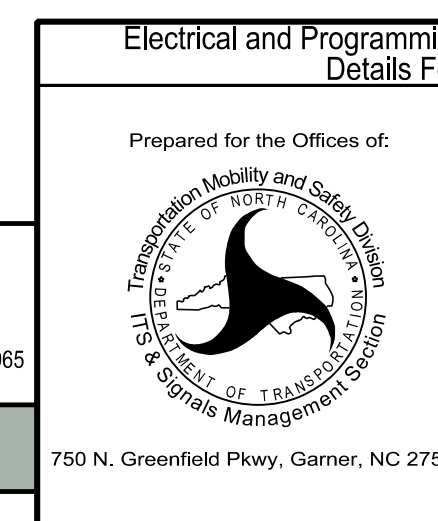 Electrical and Programmi
Details F
Prepared for the Offices of:
Transportation Mobility and Safety Division
STATE OF NORTH CAROLINA
DEPARTMENT OF TRANSPORTATION
ITS & Signals Management Section
065
750 N. Greenfield Pkwy, Garner, NC 275